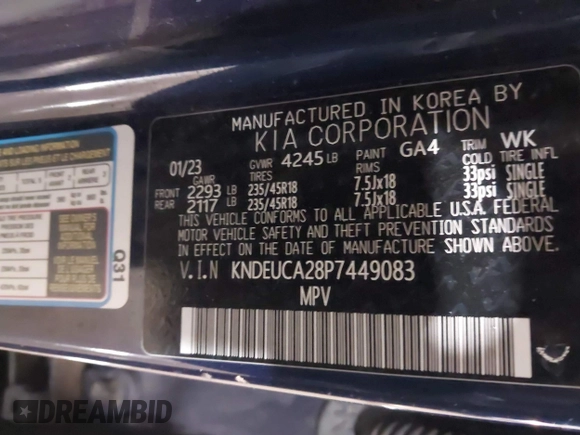 MANUFACTURED IN KOREA BY
KIA CORPORATION
01/23 GVWR 4245 LB PAINT GA4 TRIM WK
GAWR TIRES RIMS COLD TIRE INFL
FRONT 2293 LB 235/45R18 7.5Jx18 33psi SINGLE
REAR 2117 LB 235/45R18 7.5Jx18 33psi SINGLE
THIS VEHICLE CONFORMS TO ALL APPLICABLE U.S.A. FEDERAL
MOTOR VEHICLE SAFETY AND THEFT PREVENTION STANDARDS
IN EFFECT ON THE DATE OF MANUFACTURE SHOWN ABOVE.
V.I.N KNDEUCA28P7449083
MPV
Q31
DREAMBID